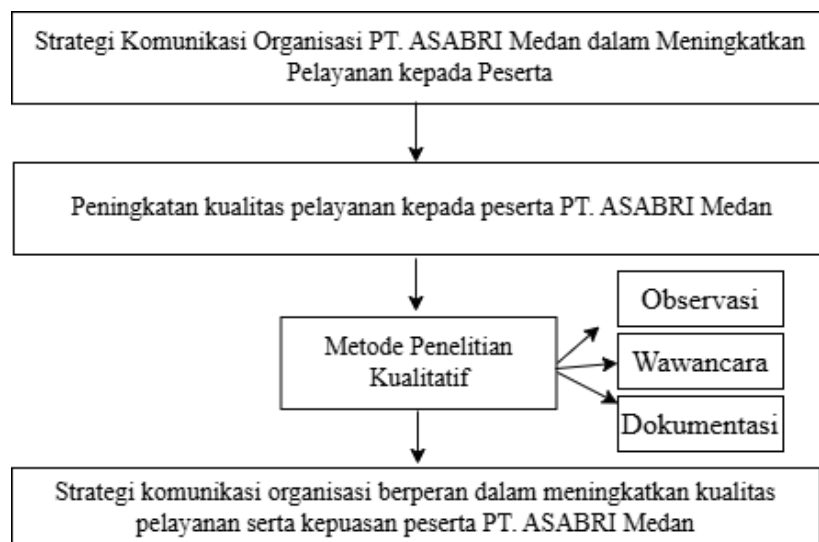 Strategi Komunikasi Organisasi PT. ASABRI Medan dalam Meningkatkan
Pelayanan kepada Peserta
Peningkatan kualitas pelayanan kepada peserta PT. ASABRI Medan
Metode Penelitian
Kualitatif
Observasi
Wawancara
Dokumentasi
Strategi komunikasi organisasi berperan dalam meningkatkan kualitas
pelayanan serta kepuasan peserta PT. ASABRI Medan